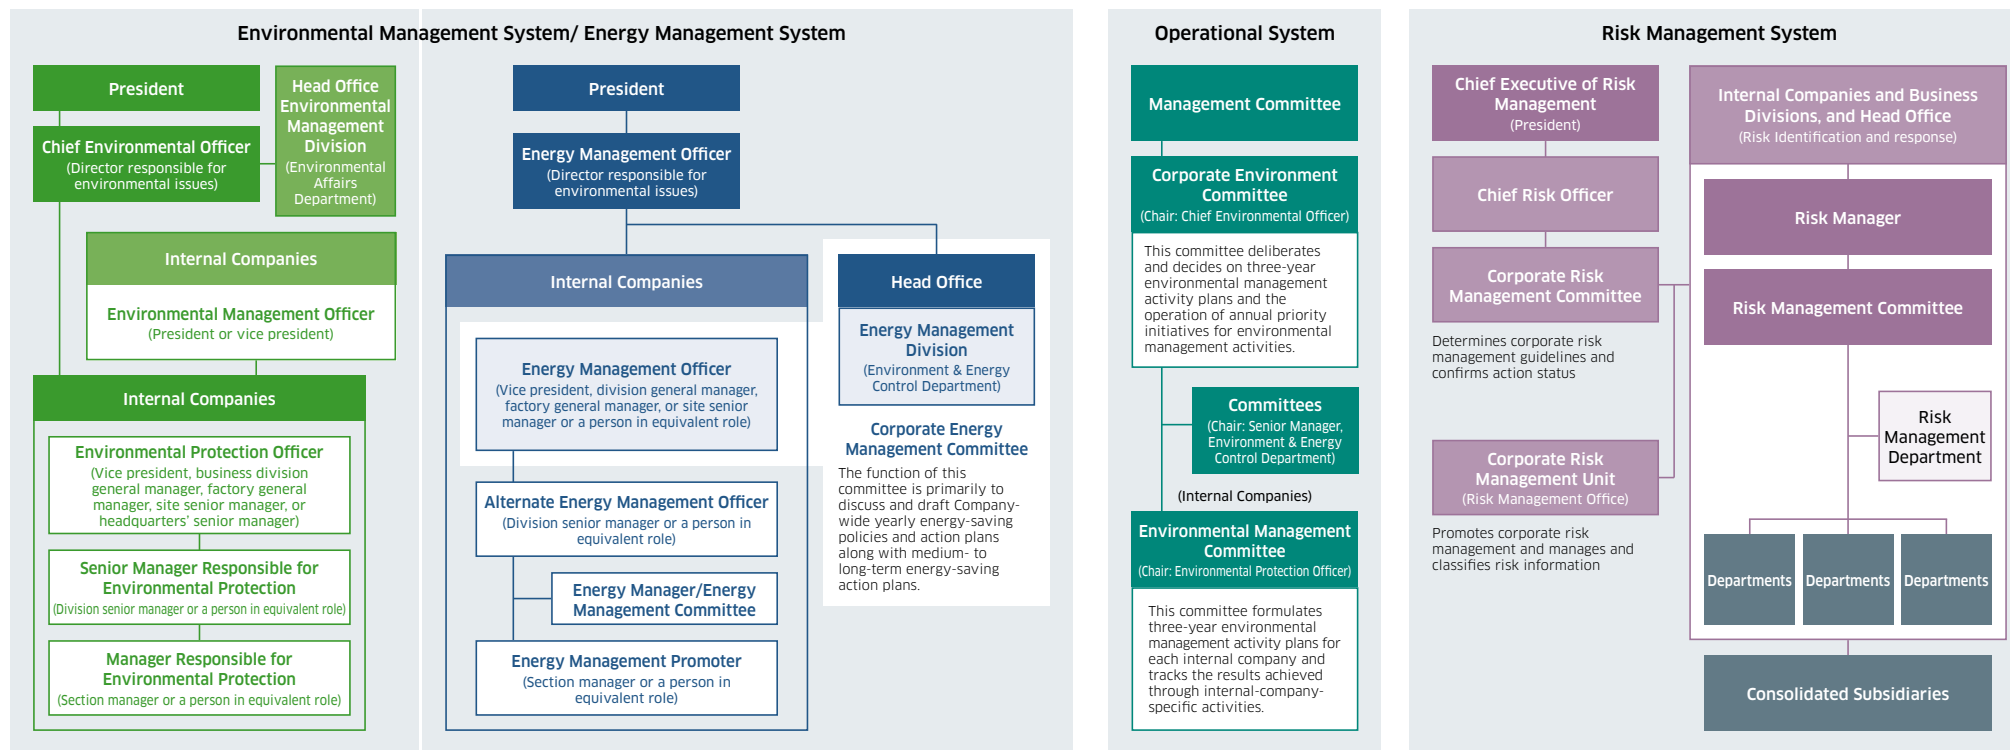 Environmental Management System/ Energy Management System
President
Chief Environmental Officer
(Director responsible for
environmental issues)
Head Office
Environmental
Management
Division
(Environmental
Affairs
Department)
Internal Companies
Environmental Management Officer
(President or vice president)
Internal Companies
Environmental Protection Officer
(Vice president, business division
general manager, factory general
manager, site senior manager, or
headquarters’ senior manager)
Senior Manager Responsible for
Environmental Protection
(Division senior manager or a person in equivalent role)
Manager Responsible for
Environmental Protection
(Section manager or a person in equivalent role)
President
Energy Management Officer
(Director responsible for
environmental issues)
Internal Companies
Energy Management Officer
(Vice president, division general manager,
factory general manager, or site senior
manager or a person in equivalent role)
Alternate Energy Management Officer
(Division senior manager or a person in
equivalent role)
Energy Manager/Energy
Management Committee
Energy Management Promoter
(Section manager or a person in
equivalent role)
Head Office
Energy Management
Division
(Environment & Energy
Control Department)
Corporate Energy
Management Committee
The function of this
committee is primarily to
discuss and draft Company-
wide yearly energy-saving
policies and action plans
along with medium- to
long-term energy-saving
action plans.
Operational System
Management Committee
Corporate Environment
Committee
(Chair: Chief Environmental Officer)
This committee deliberates
and decides on three-year
environmental management
activity plans and the
operation of annual priority
initiatives for environmental
management activities.
Committees
(Chair: Senior Manager,
Environment & Energy
Control Department)
(Internal Companies)
Environmental Management
Committee
(Chair: Environmental Protection Officer)
This committee formulates
three-year environmental
management activity plans for
each internal company and
tracks the results achieved
through internal-company-
specific activities.
Risk Management System
Chief Executive of Risk
Management
(President)
Chief Risk Officer
Corporate Risk
Management Committee
Determines corporate risk
management guidelines and
confirms action status
Corporate Risk
Management Unit
(Risk Management Office)
Promotes corporate risk
management and manages and
classifies risk information
Internal Companies and Business
Divisions, and Head Office
(Risk Identification and response)
Risk Manager
Risk Management Committee
Risk
Management
Department
Departments
Departments
Departments
Consolidated Subsidiaries